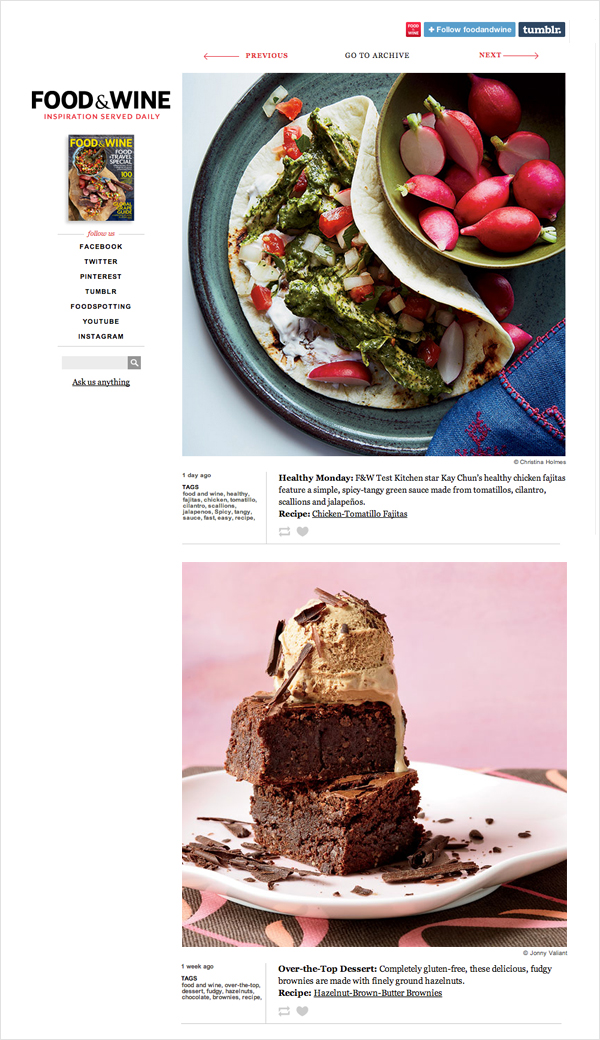 FOOD & WINE
+ Follow foodandwine
tumblr.
PREVIOUS
GO TO ARCHIVE
NEXT
FOOD&WINE
INSPIRATION SERVED DAILY
FOOD&WINE
FOOD
+TRAVEL
SPECIAL
100
follow us
FACEBOOK
TWITTER
PINTEREST
TUMBLR
FOODSPOTTING
YOUTUBE
INSTAGRAM
Ask us anything
© Christina Holmes
1 day ago
TAGS
food and wine, healthy,
fajitas, chicken, tomatillo,
cilantro, scallions,
jalapenos, Spicy, tangy,
sauce, fast, easy, recipe,
Healthy Monday: F&W Test Kitchen star Kay Chun's healthy chicken fajitas
feature a simple, spicy-tangy green sauce made from tomatillos, cilantro,
scallions and jalapeños.
Recipe: Chicken-Tomatillo Fajitas
© Jonny Valiant
1 week ago
TAGS
food and wine, over-the-top,
dessert, fudgy, hazelnuts,
chocolate, brownies, recipe,
Over-the-Top Dessert: Completely gluten-free, these delicious, fudgy
brownies are made with finely ground hazelnuts.
Recipe: Hazelnut-Brown-Butter Brownies